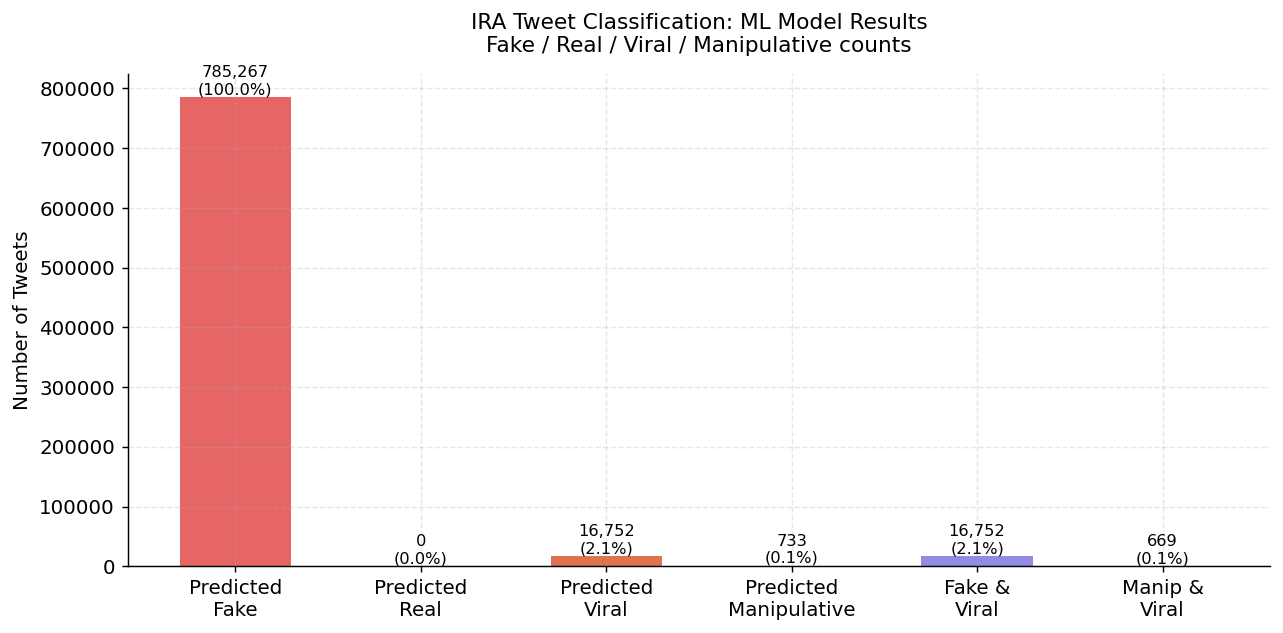 IRA Tweet Classification: ML Model Results
Fake / Real / Viral / Manipulative counts
Number of Tweets
800000
700000
600000
500000
400000
300000
200000
100000
0
785,267
(100.0%)
0
(0.0%)
16,752
(2.1%)
733
(0.1%)
16,752
(2.1%)
669
(0.1%)
Predicted
Fake
Predicted
Real
Predicted
Viral
Predicted
Manipulative
Fake &
Viral
Manip &
Viral